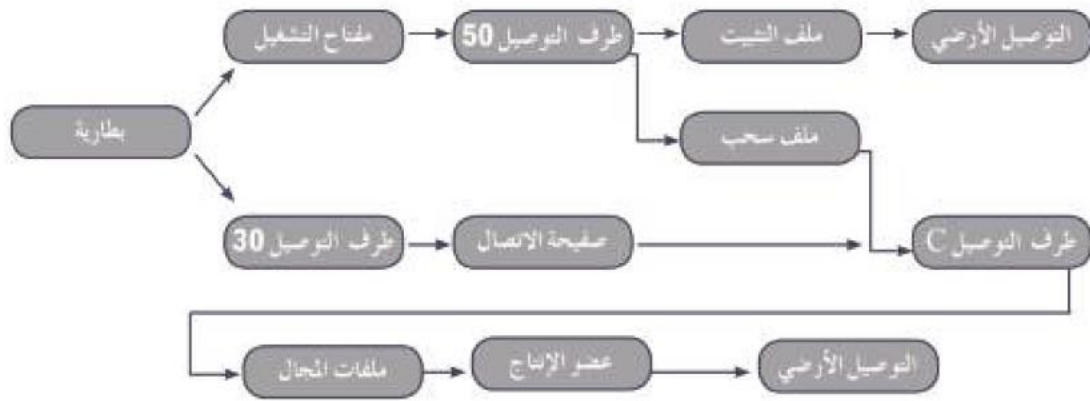 مفتاح التشغيل
طرف التوصيل 50
ملف التثبيت
التوصيل الأرضي
بطارية
ملف سحب
طرف التوصيل 30
صفيحة الاتصال
طرف التوصيل C
ملفات المجال
عضو الإنتاج
التوصيل الأرضي